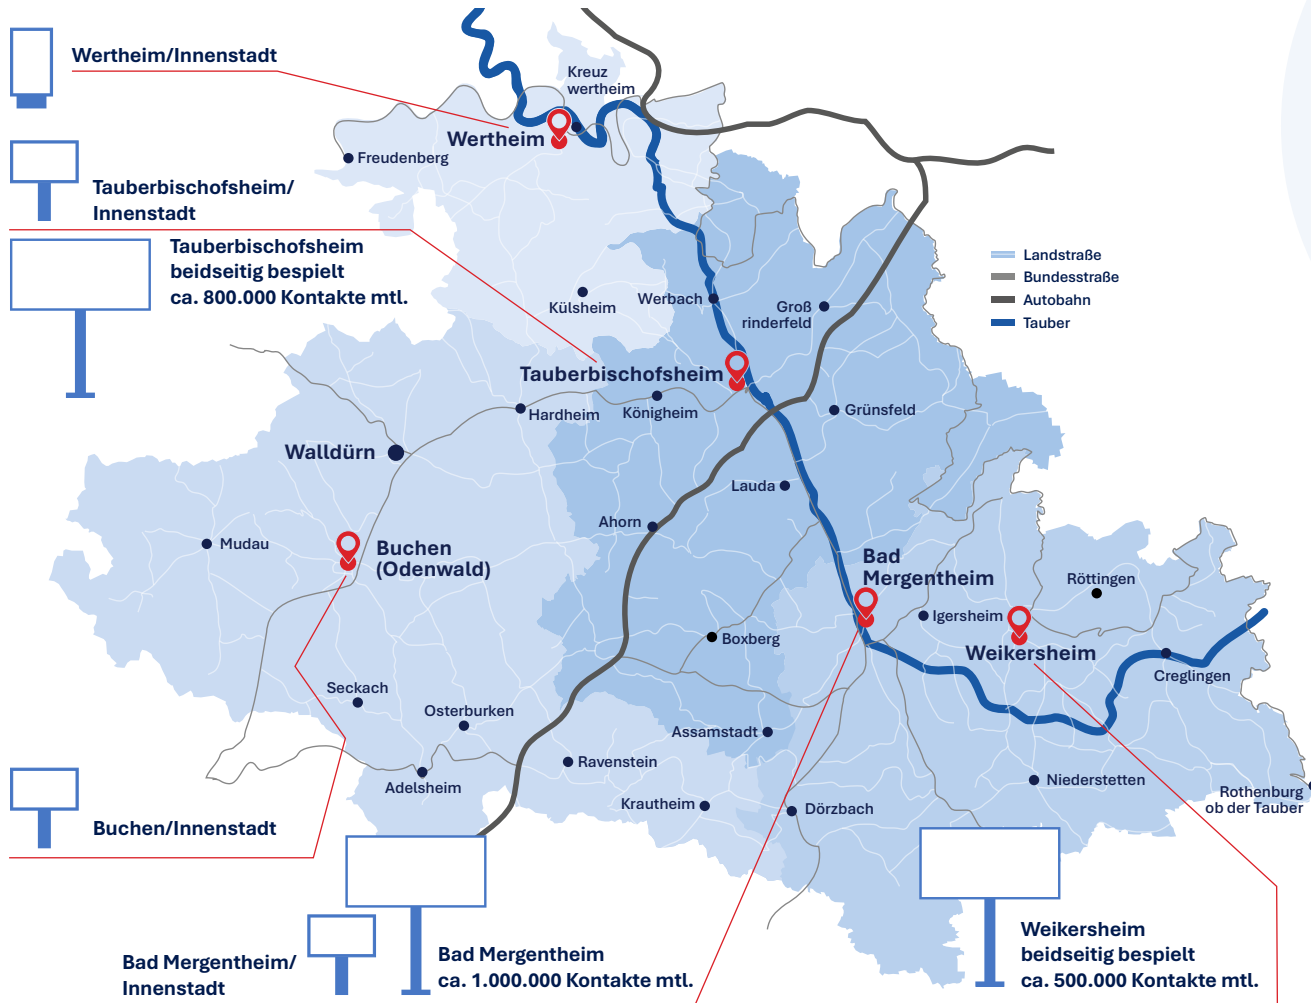 Wertheim/Innenstadt
Kreuz
wertheim
Wertheim
Freudenberg
Tauberbischofsheim/
Innenstadt
Tauberbischofsheim
beidseitig bespielt
ca. 800.000 Kontakte mtl.
Landstraße
Bundesstraße
Autobahn
Tauber
Külsheim
Werbach
Groß
rinderfeld
Tauberbischofsheim
Hardheim
Königheim
Grünsfeld
Walldürn
Lauda
Ahorn
Mudau
Buchen
(Odenwald)
Bad
Mergentheim
Röttingen
Igersheim
Boxberg
Weikersheim
Creglingen
Seckach
Osterburken
Assamstadt
Ravenstein
Adelsheim
Krautheim
Dörzbach
Niederstetten
Rothenburg
ob der Tauber
Buchen/Innenstadt
Bad Mergentheim/
Innenstadt
Bad Mergentheim
ca. 1.000.000 Kontakte mtl.
Weikersheim
beidseitig bespielt
ca. 500.000 Kontakte mtl.